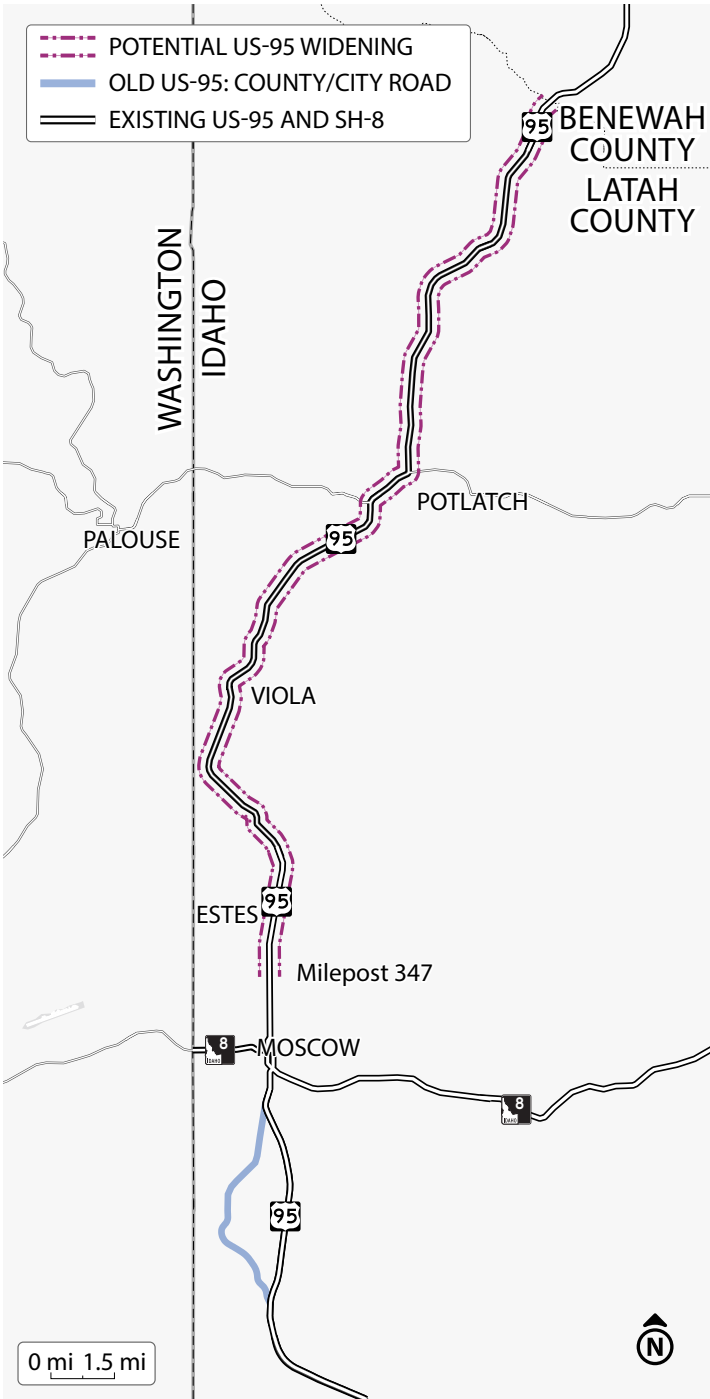 POTENTIAL US-95 WIDENING
OLD US-95: COUNTY/CITY ROAD
EXISTING US-95 AND SH-8
95
BENEWAH
COUNTY
LATAH
COUNTY
WASHINGTON
IDAHO
POTLATCH
PALOUSE
95
VIOLA
95
ESTES
Milepost 347
8
IDAHO
MOSCOW
8
IDAHO
95
N
0 mi 1.5 mi